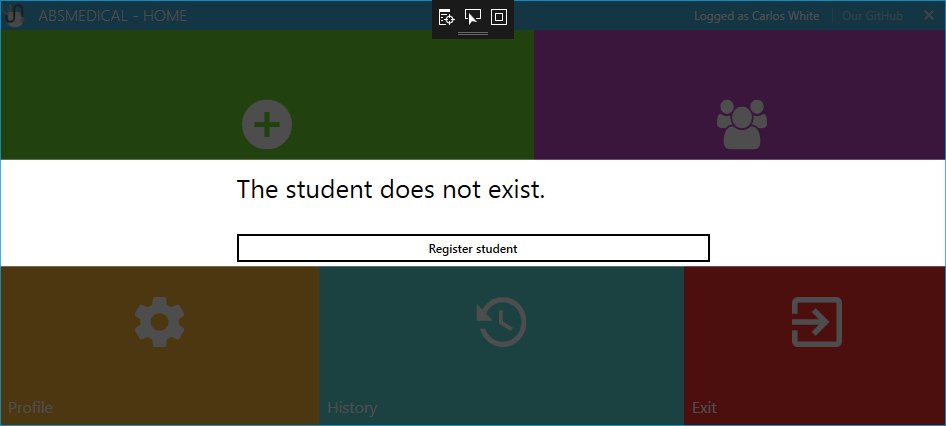 ABSMEDICAL - HOME
Logged as Carlos White
Our GitHub
The student does not exist.
Register student
Profile
History
Exit